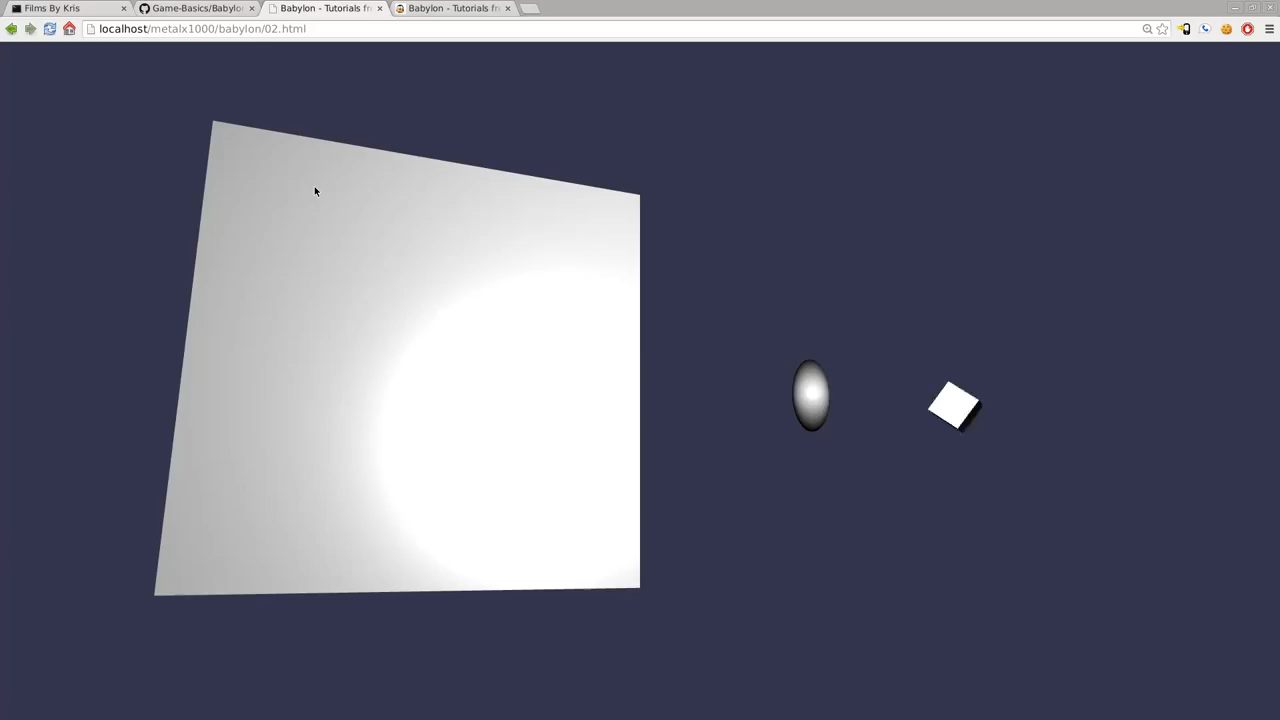 Films By Kris
Game-Basics/Babylo
Babylon - Tutorials fr
Babylon - Tutorials fr
localhost/metalx1000/babylon/02.html